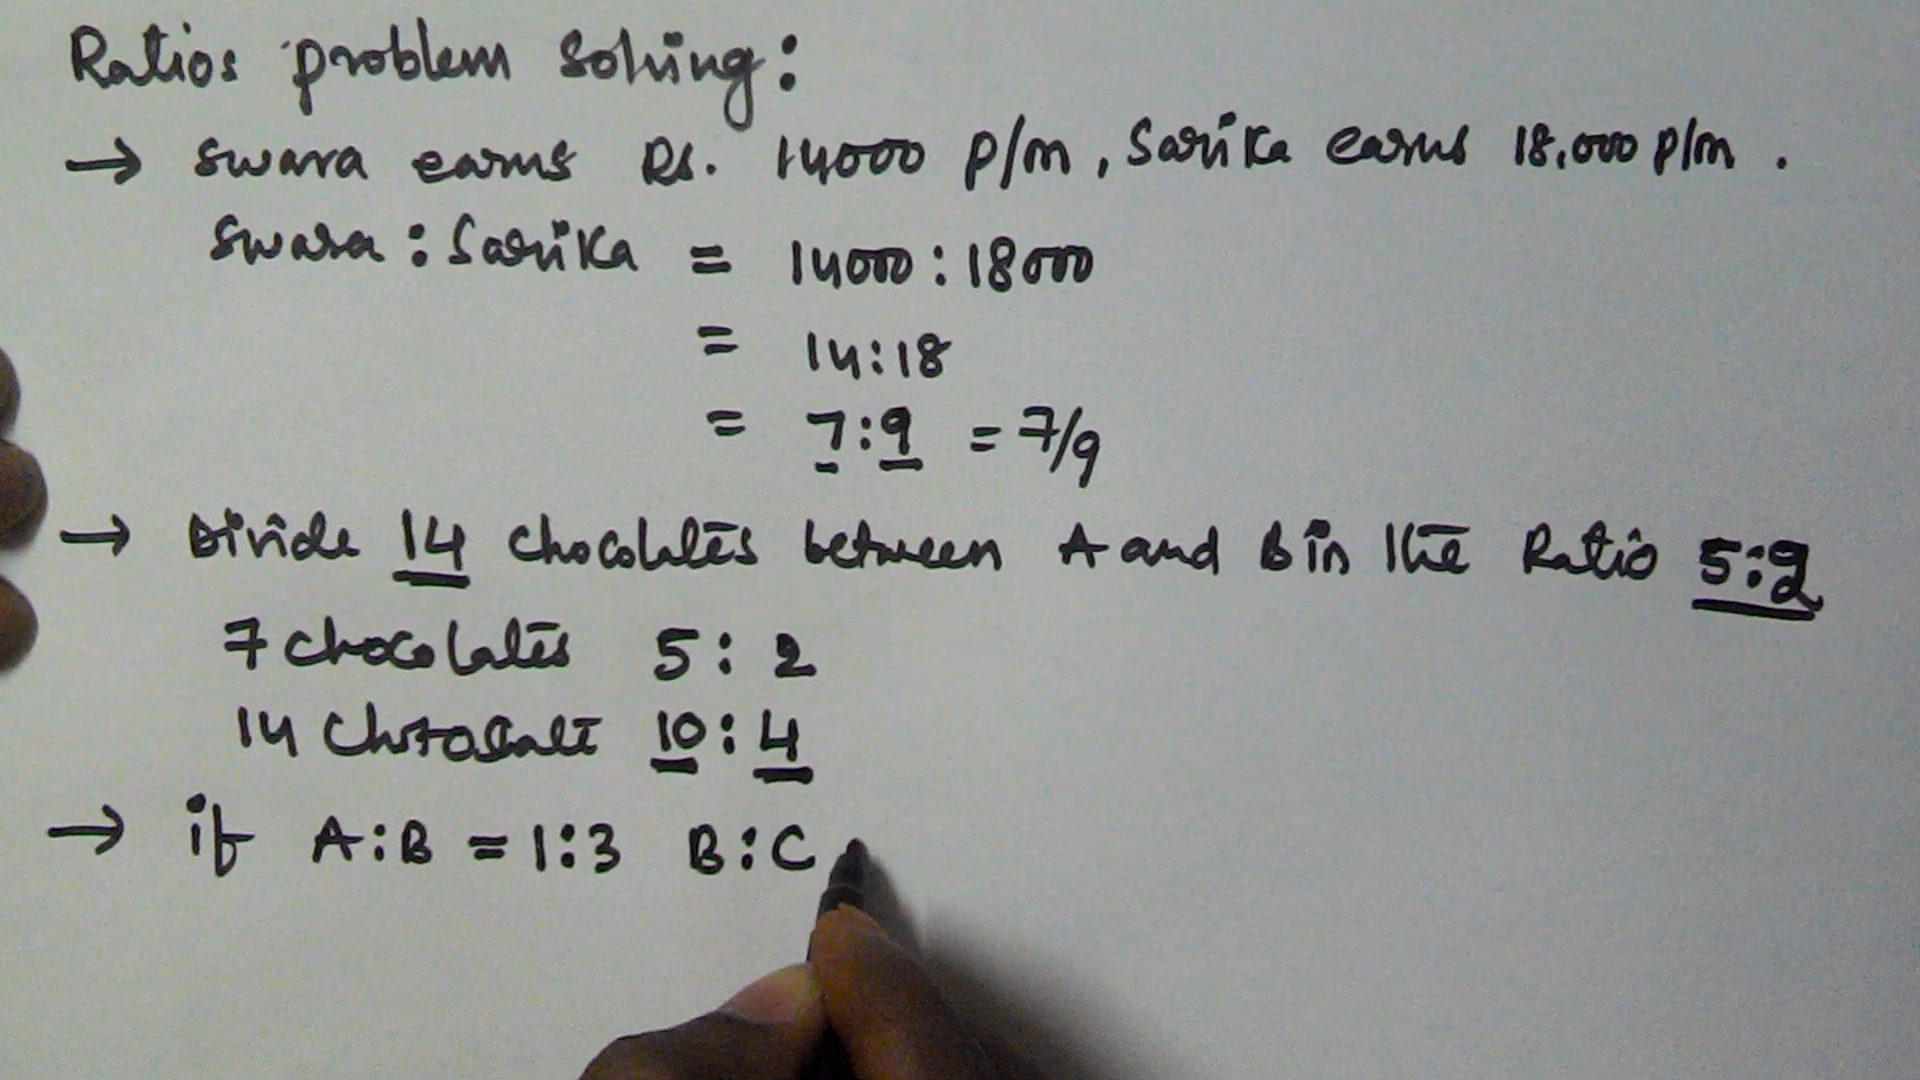 Ratios problem solving:
→ Swara earns Rs. 14000 p/m, Sarika earns 18,000 p/m.
Swara : Sarika = 14000 : 18000
= 14:18
= 7:9 = 7/9
→ Divide 14 chocolates between A and B in the Ratio 5:2
7 chocolates 5 : 2
14 10 : 4
→ if A:B = 1:3 B:C